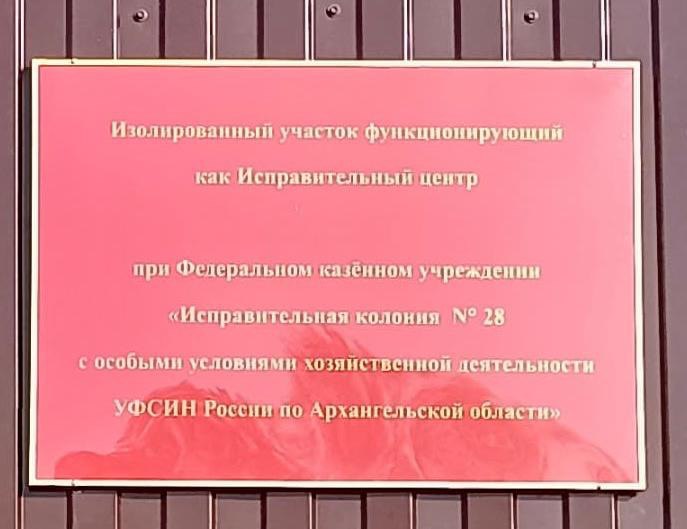 Изолированный участок функционирующий
как Исправительный центр
при Федеральном казённом учреждении
«Исправительная колония № 28
с особыми условиями хозяйственной деятельности
УФСИН России по Архангельской области»